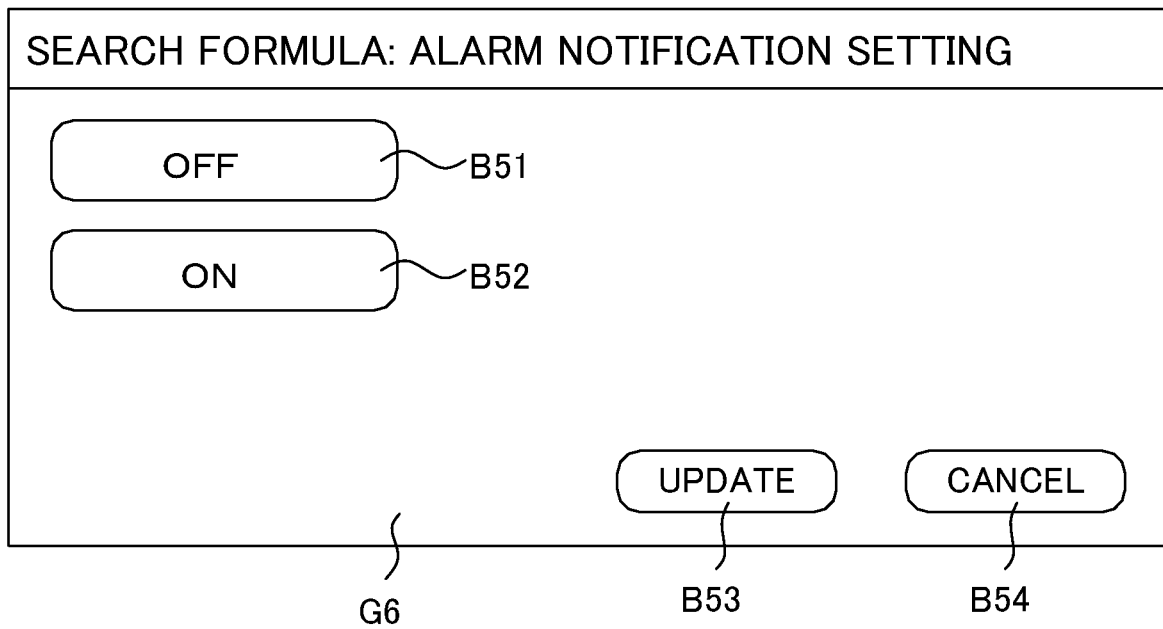 SEARCH FORMULA: ALARM NOTIFICATION SETTING
OFF B51
ON B52
UPDATE CANCEL
G6 B53 B54